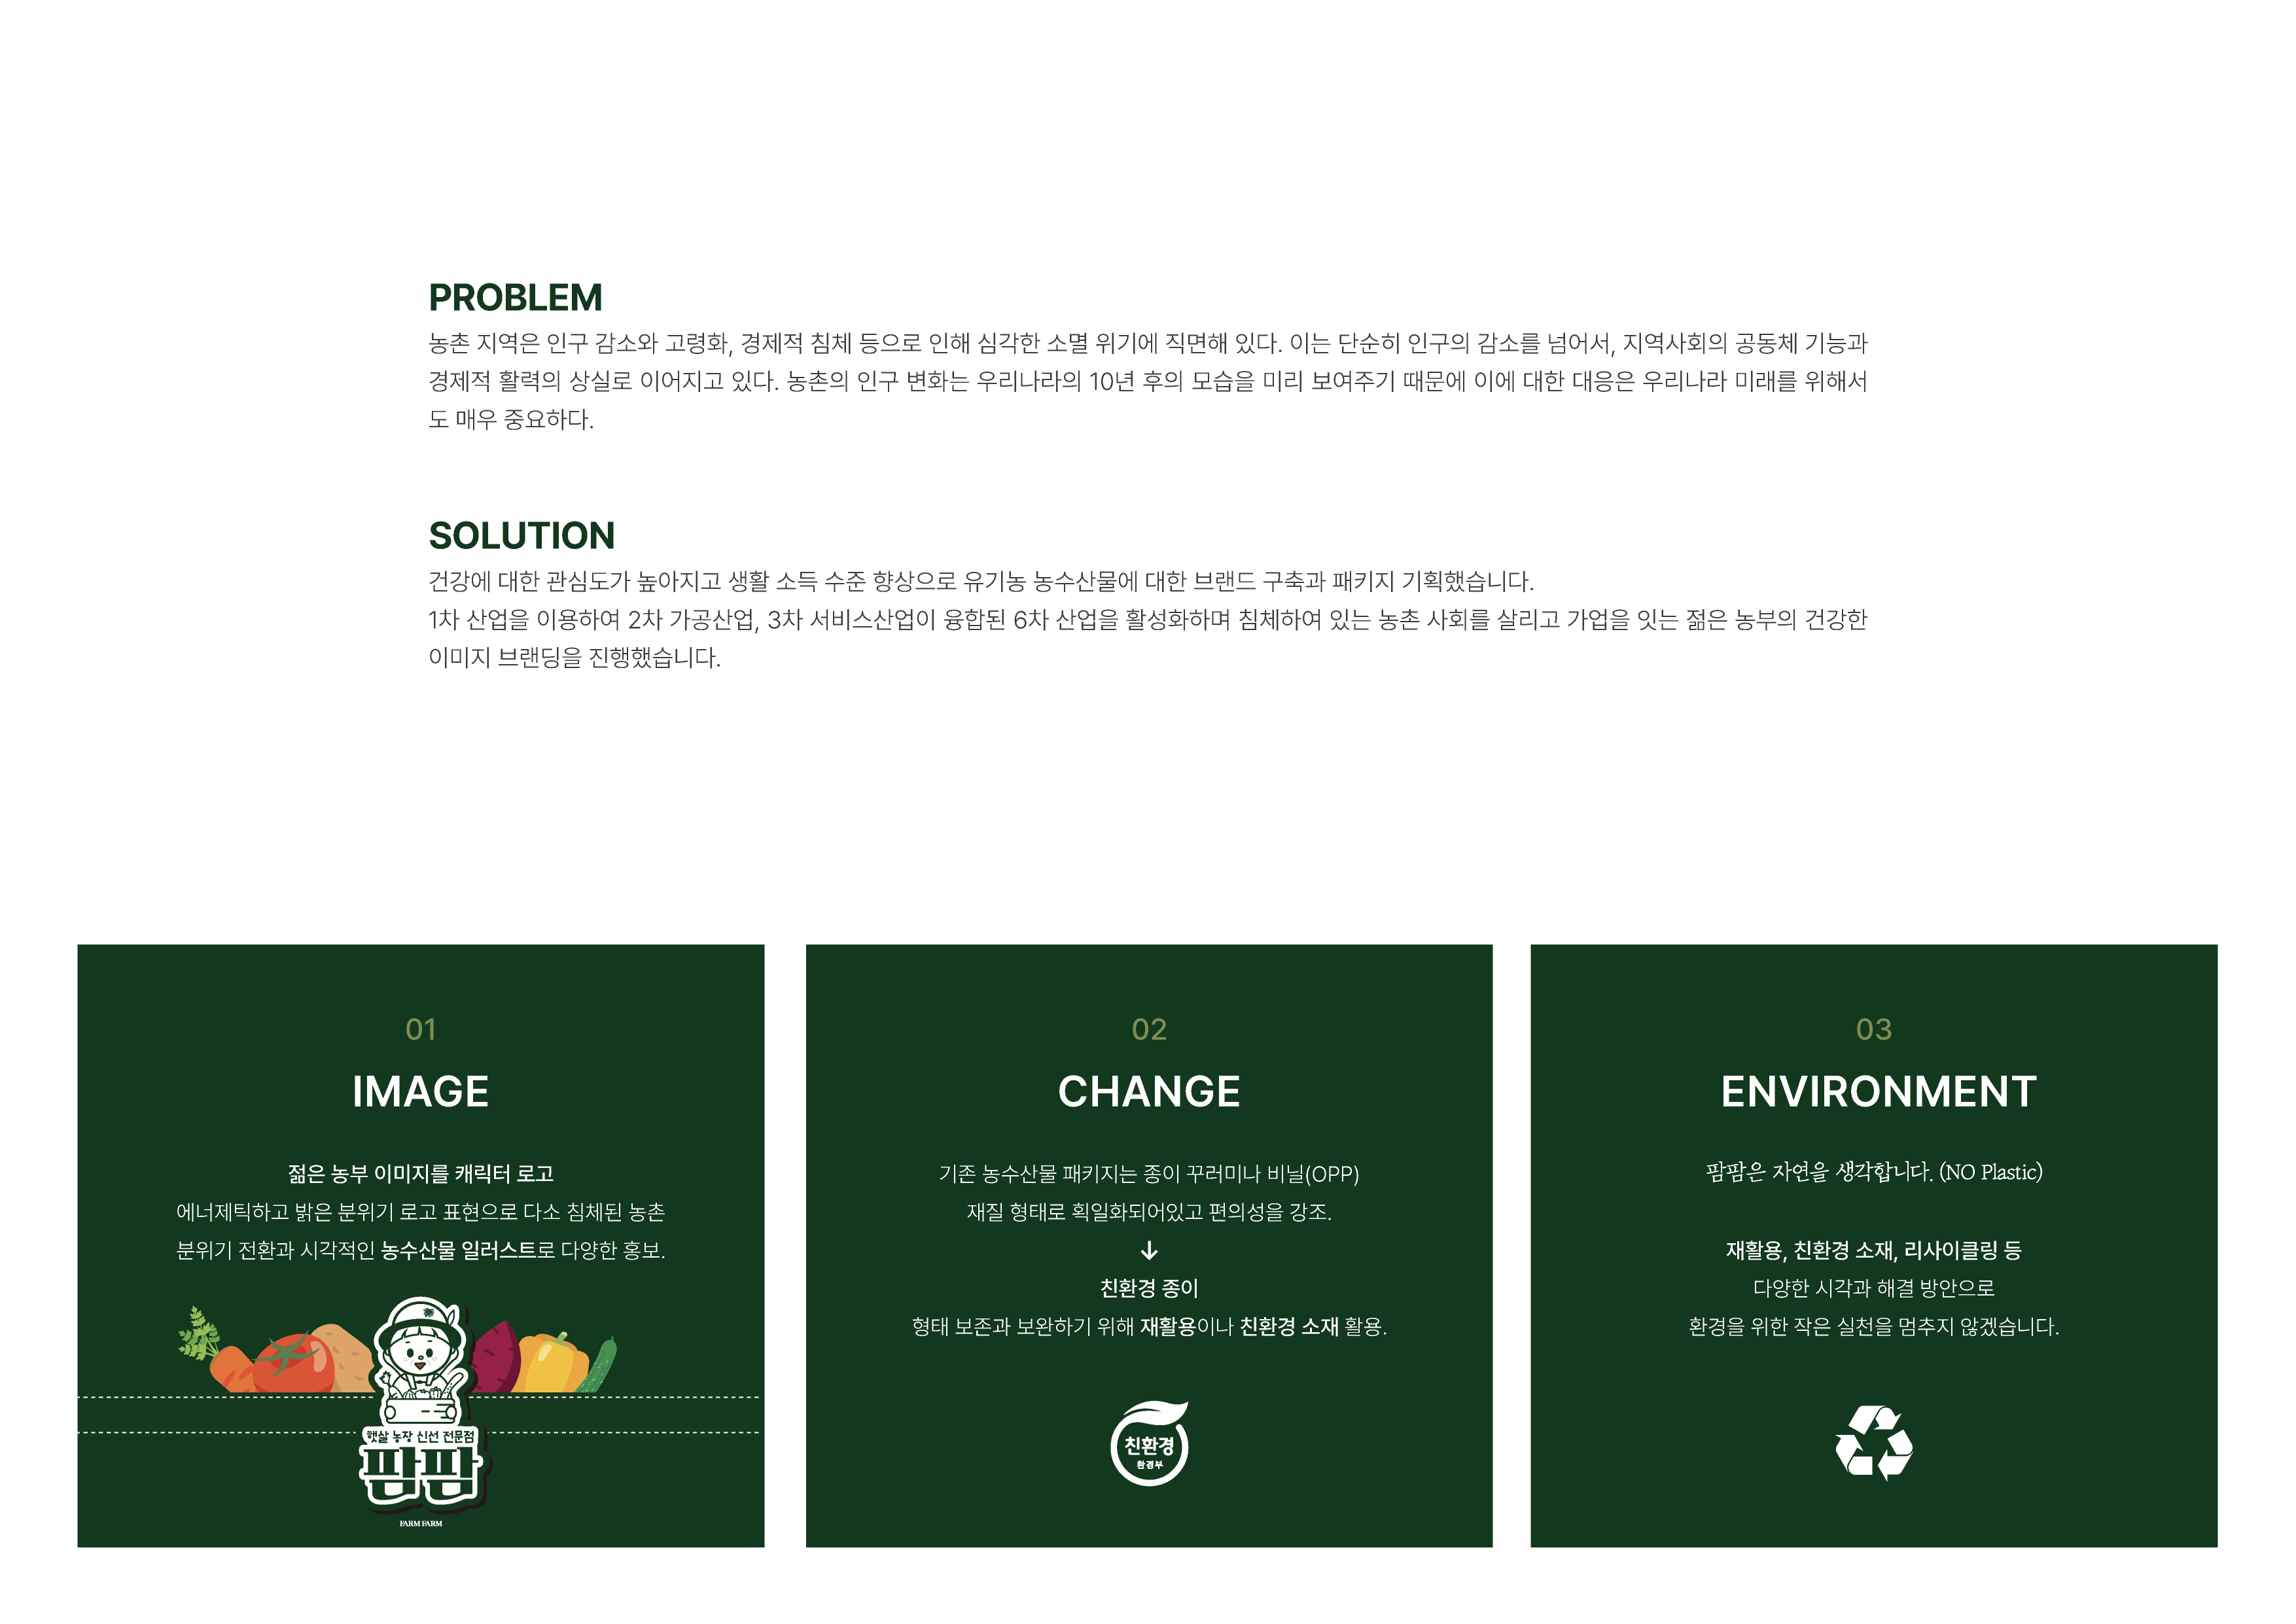 PROBLEM
농촌 지역은 인구 감소와 고령화, 경제적 침체 등으로 인해 심각한 소멸 위기에 직면해 있다. 이는 단순히 인구의 감소를 넘어서, 지역사회의 공동체 기능과
경제적 활력의 상실로 이어지고 있다. 농촌의 인구 변화는 우리나라의 10년 후의 모습을 미리 보여주기 때문에 이에 대한 대응은 우리나라 미래를 위해서
도 매우 중요하다.
SOLUTION
건강에 대한 관심도가 높아지고 생활 소득 수준 향상으로 유기농 농수산물에 대한 브랜드 구축과 패키지 기획했습니다.
1차 산업을 이용하여 2차 가공산업, 3차 서비스산업이 융합된 6차 산업을 활성화하며 침체하여 있는 농촌 사회를 살리고 가업을 잇는 젊은 농부의 건강한
이미지 브랜딩을 진행했습니다.
01
IMAGE
젊은 농부 이미지를 캐릭터 로고
에너제틱하고 밝은 분위기 로고 표현으로 다소 침체된 농촌
분위기 전환과 시각적인 농수산물 일러스트로 다양한 홍보.
햇살 농장 신선 전문점
팜팜
FARM FARM
02
CHANGE
기존 농수산물 패키지는 종이 꾸러미나 비닐(OPP)
재질 형태로 획일화되어있고 편의성을 강조.
↓
친환경 종이
형태 보존과 보완하기 위해 재활용이나 친환경 소재 활용.
친환경
환경부
03
ENVIRONMENT
팜팜은 자연을 생각합니다. (NO Plastic)
재활용, 친환경 소재, 리사이클링 등
다양한 시각과 해결 방안으로
환경을 위한 작은 실천을 멈추지 않겠습니다.